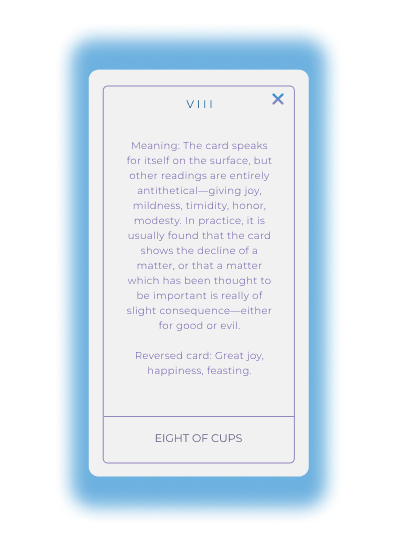 VIII
Meaning: The card speaks
for itself on the surface, but
other readings are entirely
antithetical—giving joy,
mildness, timidity, honor,
modesty. In practice, it is
usually found that the card
shows the decline of a
matter, or that a matter
which has been thought to
be important is really of
slight consequence—either
for good or evil.
Reversed card: Great joy,
happiness, feasting.
EIGHT OF CUPS